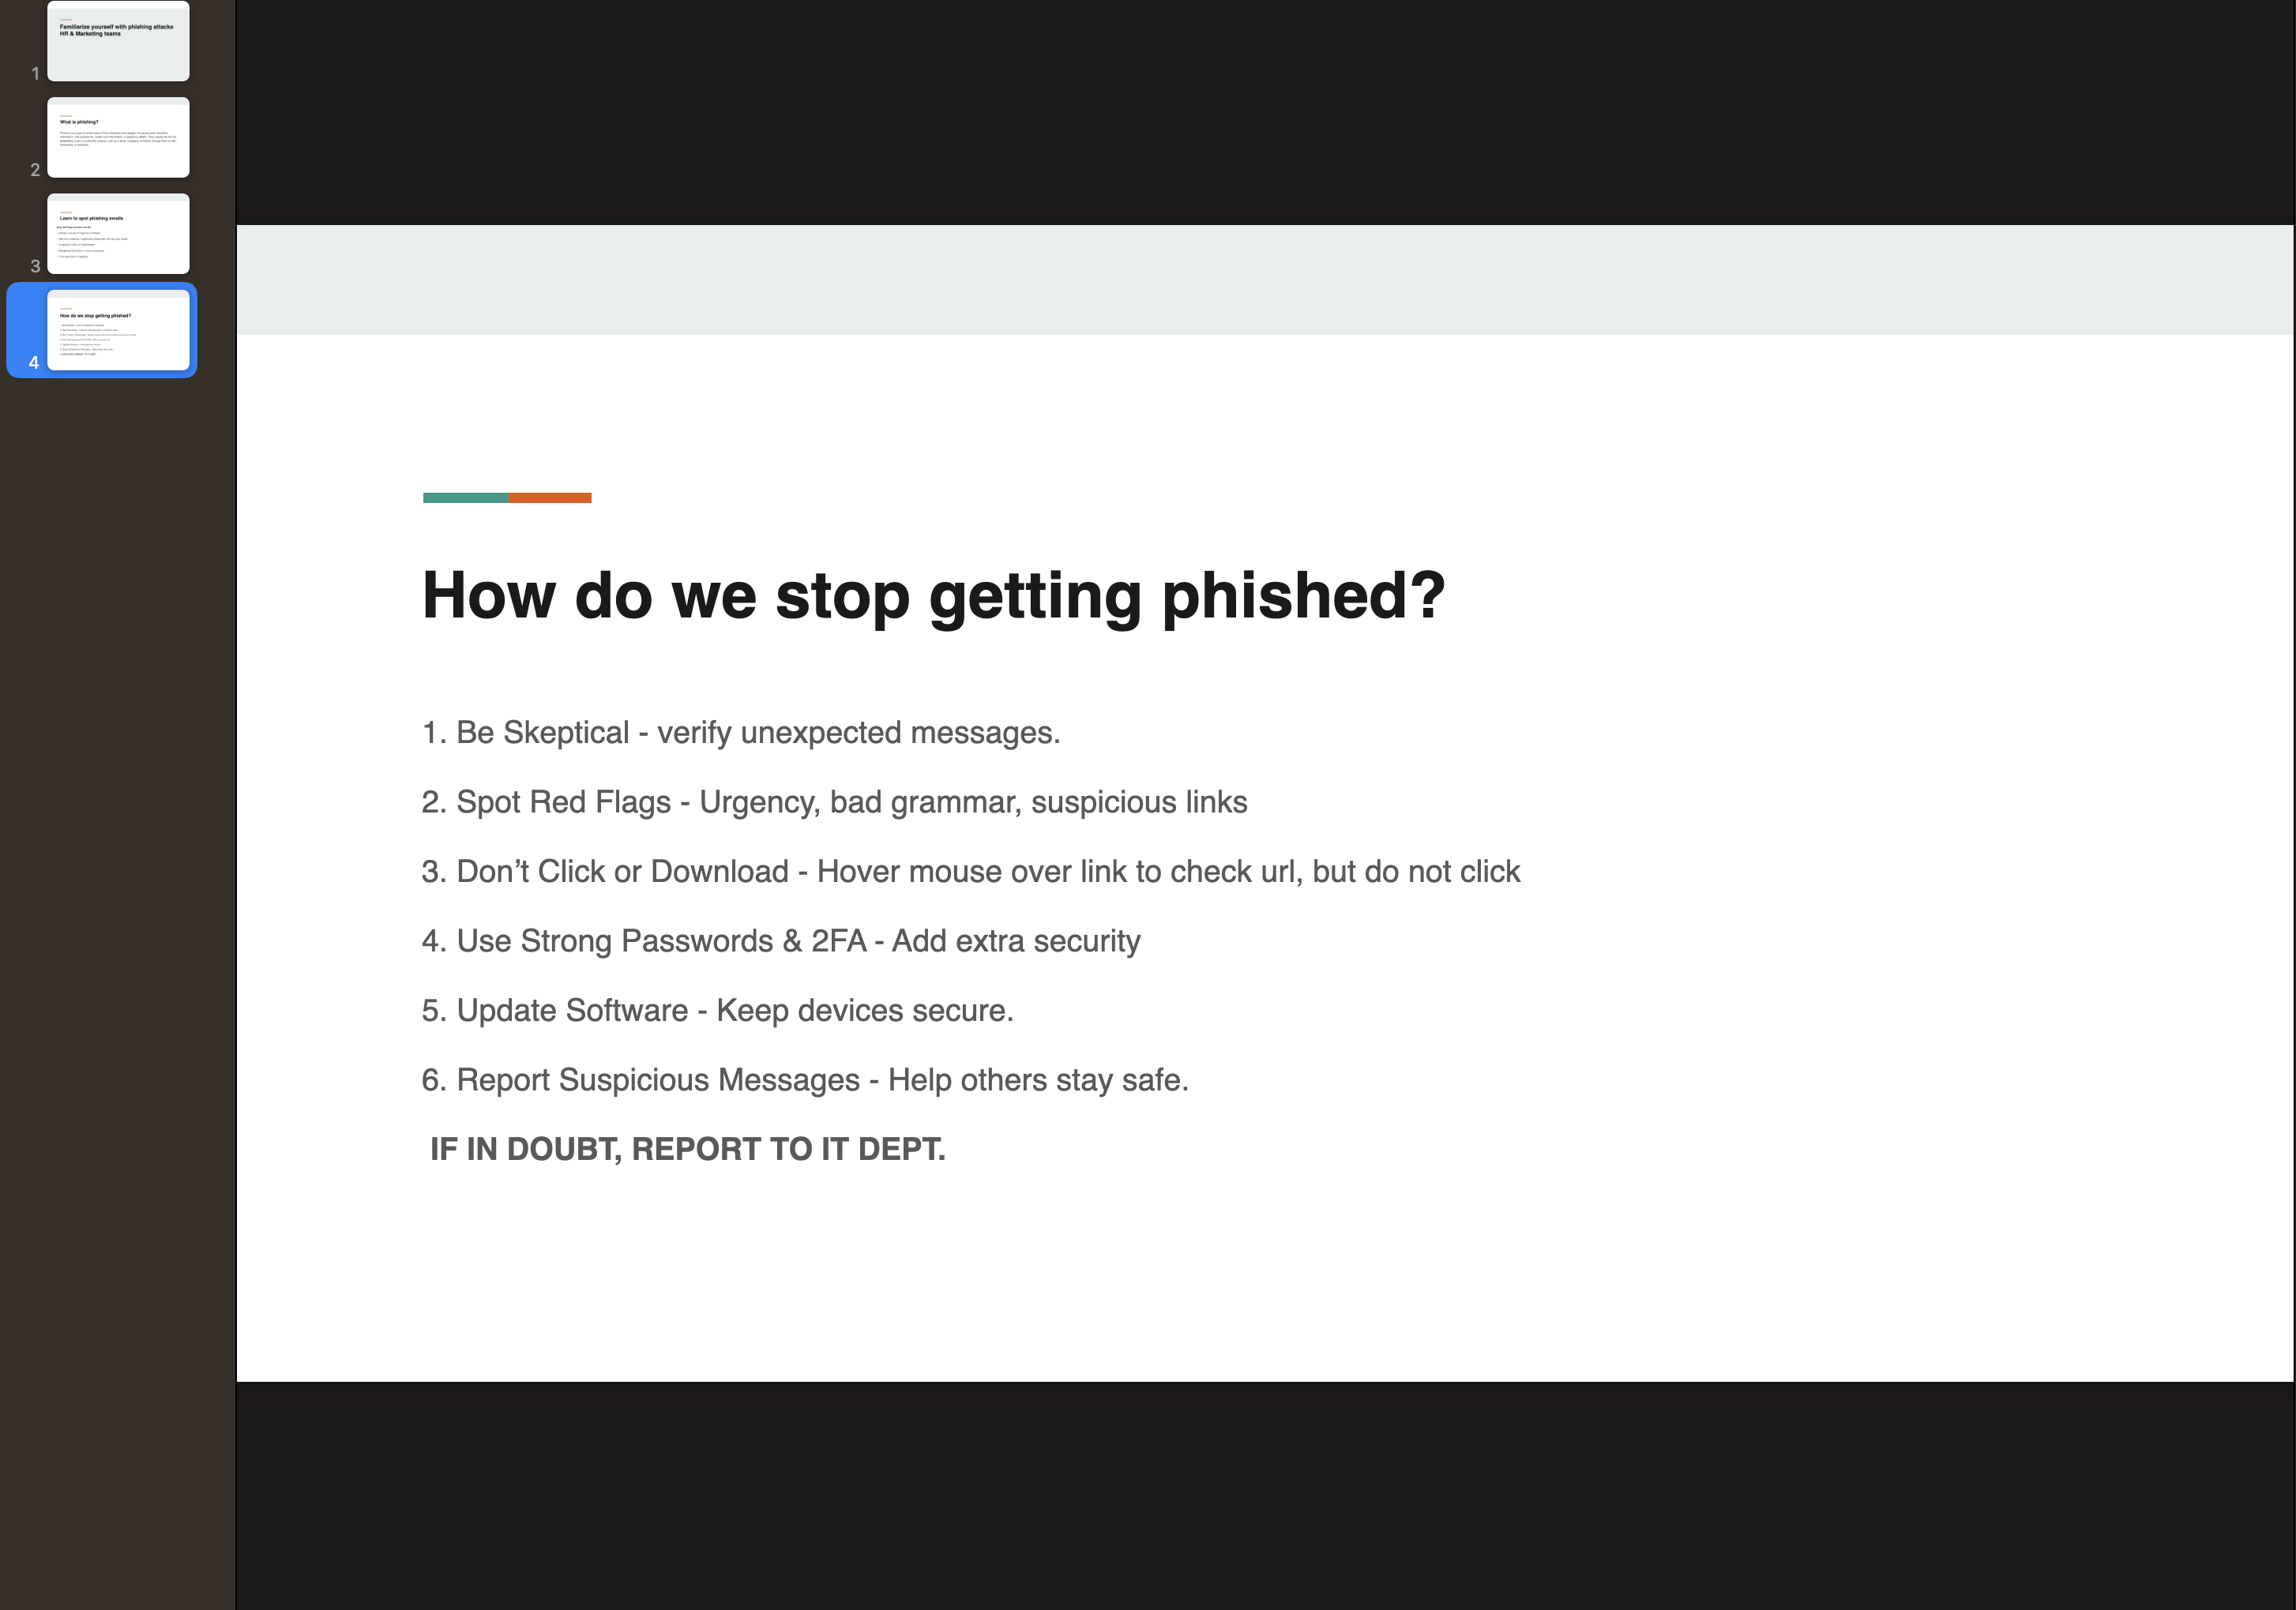 Familiarize yourself with phishing attacks
HR & Marketing teams
1
What is phishing?
2
Learn to spot phishing emails
3
How do we stop getting phished?
4
How do we stop getting phished?
1. Be Skeptical - verify unexpected messages.
2. Spot Red Flags - Urgency, bad grammar, suspicious links
3. Don’t Click or Download - Hover mouse over link to check url, but do not click
4. Use Strong Passwords & 2FA - Add extra security
5. Update Software - Keep devices secure.
6. Report Suspicious Messages - Help others stay safe.
IF IN DOUBT, REPORT TO IT DEPT.